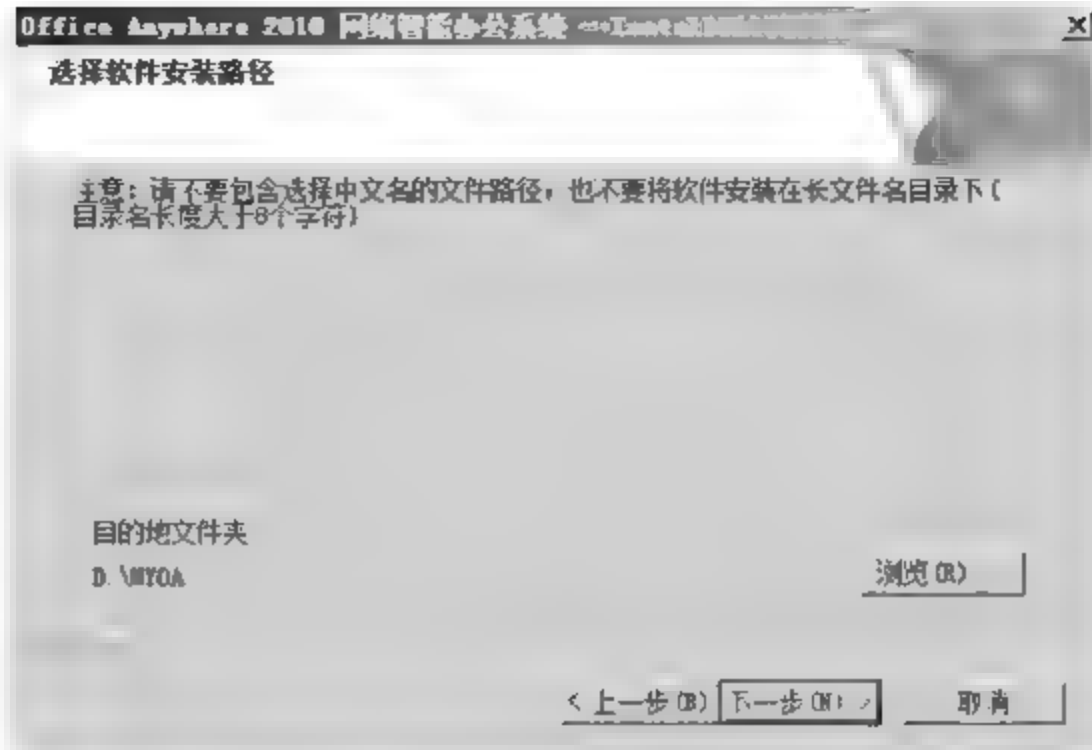 Office Anywhere 2010 网络智能办公系统
选择软件安装路径
注意：请不要包含选择中文名的文件路径，也不要将软件安装在长文件名目录下(
目录名长度大于8个字符)
目的地文件夹
D:\MYOA
浏览(R)
< 上一步(B) 下一步(N) > 取消